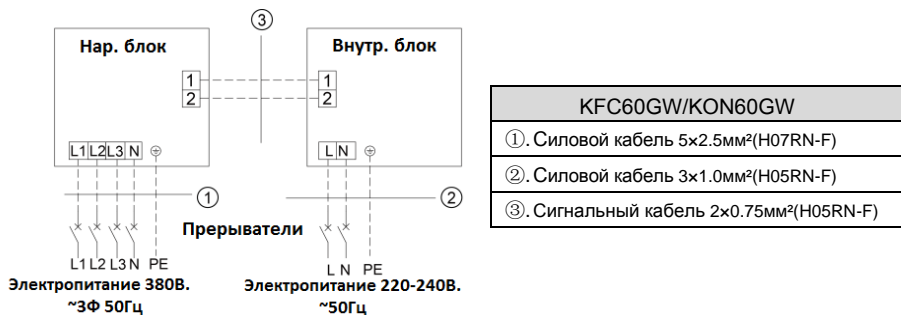 ③
Нар. блок
Внутр. блок
1
2
1
2
L1 L2 L3 N
L N
①
②
Прерыватели
L1 L2 L3 N PE
L N PE
Электропитание 380В.
~3Ф 50Гц
Электропитание 220-240В.
~50Гц
KFC60GW/KON60GW
①. Силовой кабель 5×2.5мм²(H07RN-F)
②. Силовой кабель 3×1.0мм²(H05RN-F)
③. Сигнальный кабель 2×0.75мм²(H05RN-F)